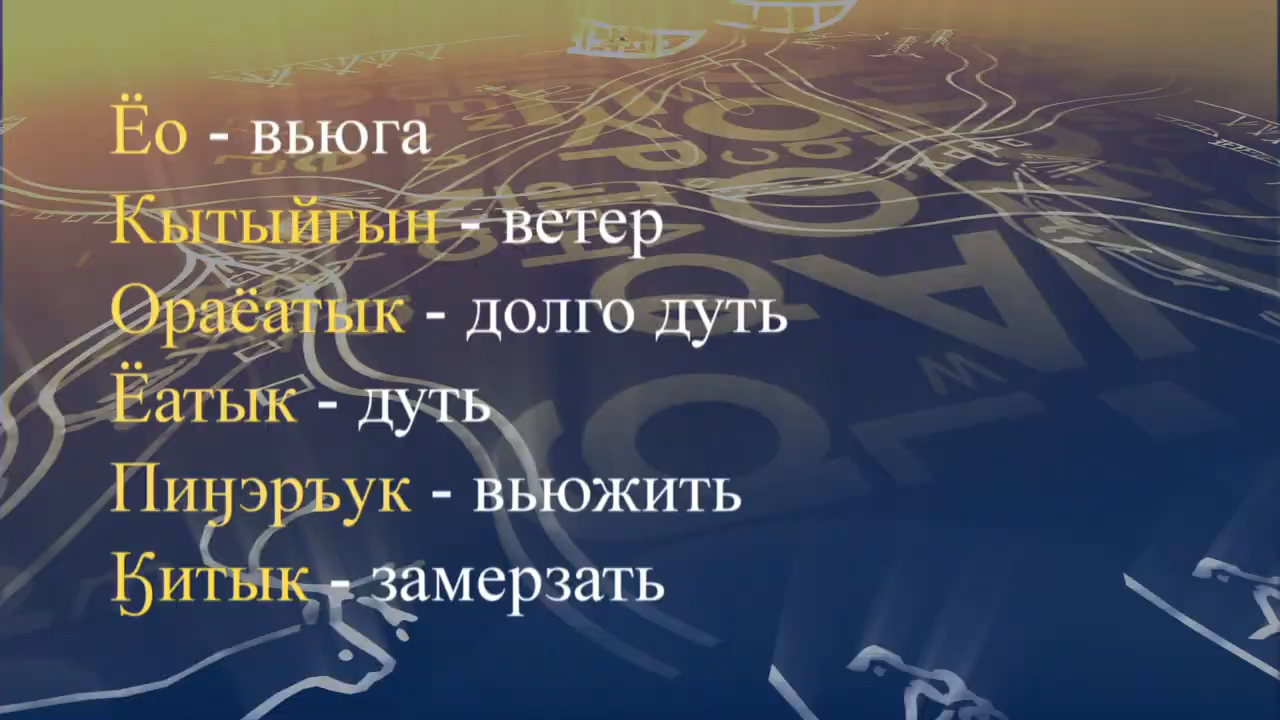 Ёо - вьюга
Кытыйгын - ветер
Ораёатык - долго дуть
Ёатык - дуть
Пиӈэръук - вьюжить
Ӄитык - замерзать